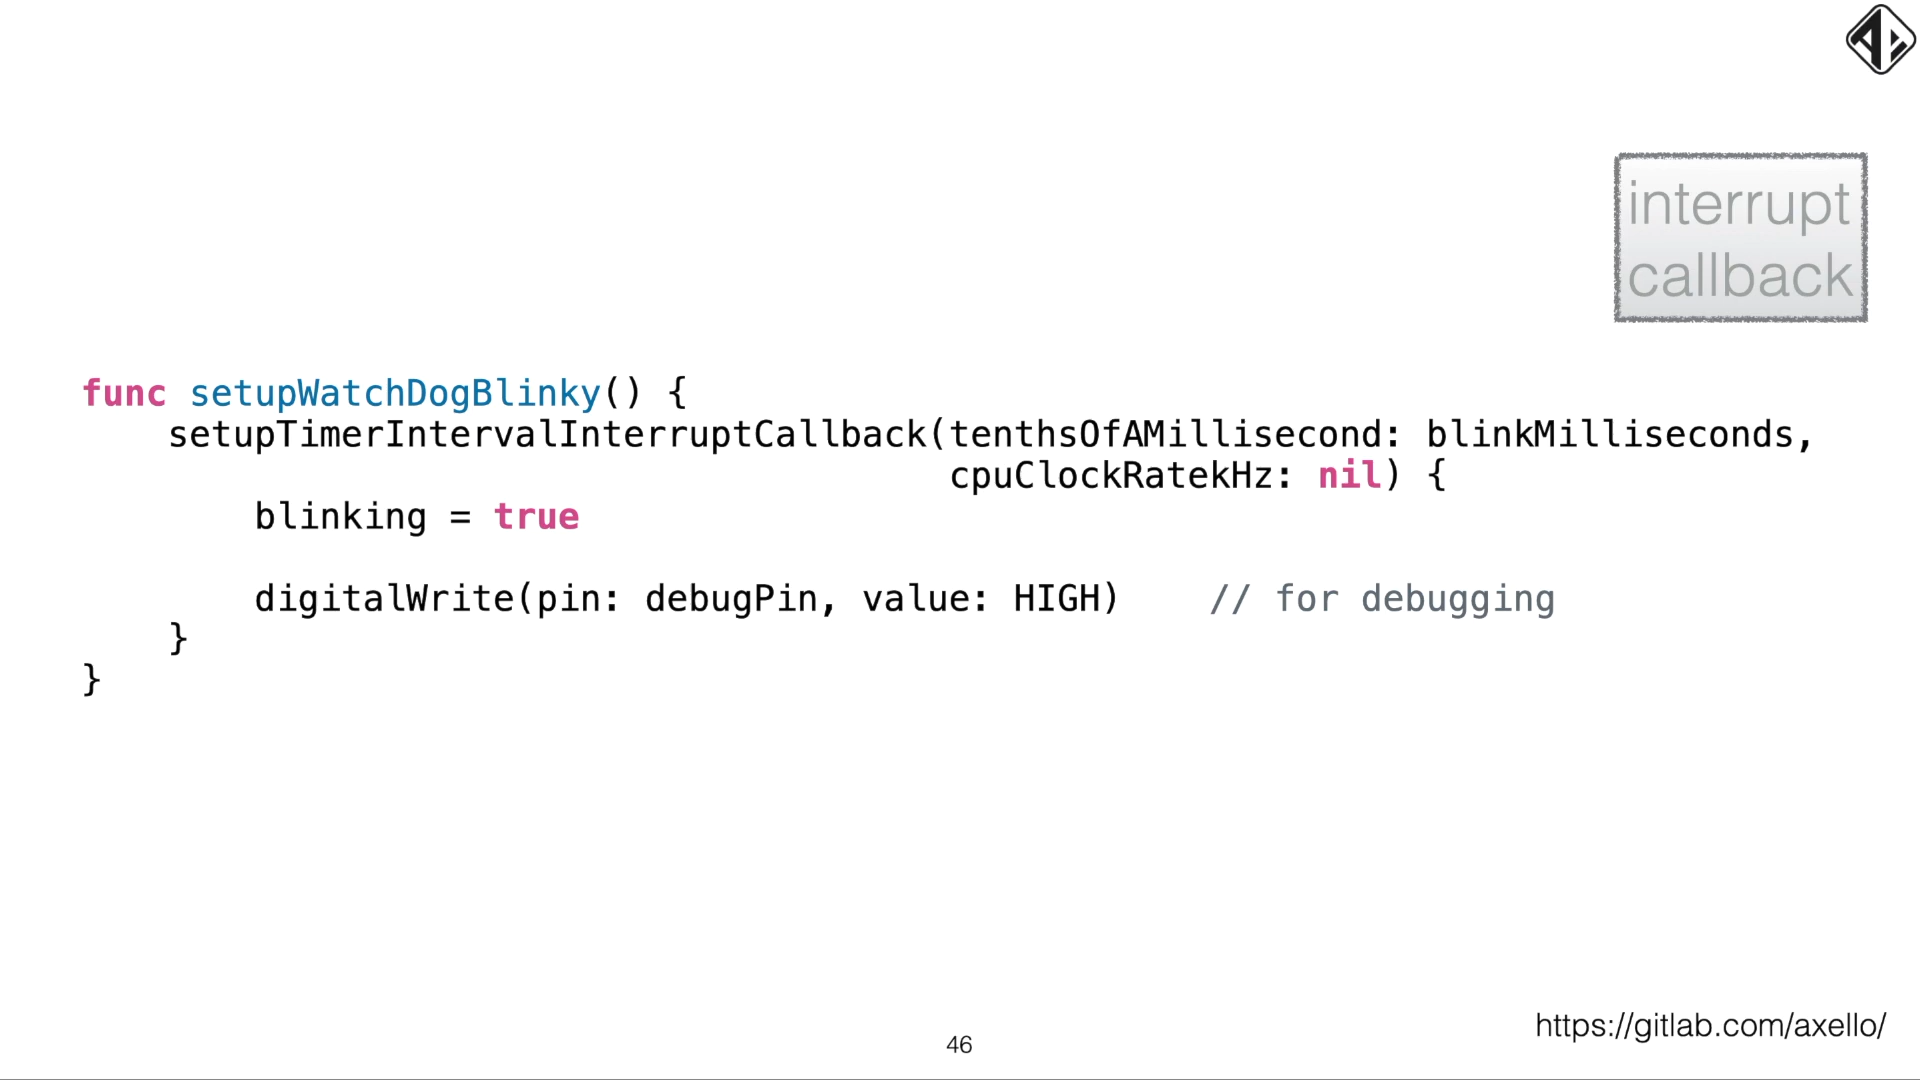 interrupt
callback
func setupWatchDogBlinky() {
    setupTimerIntervalInterruptCallback(tenthsOfAMillisecond: blinkMilliseconds,
                                        cpuClockRatekHz: nil) {
        blinking = true
        digitalWrite(pin: debugPin, value: HIGH)    // for debugging
    }
}
46
https://gitlab.com/axello/